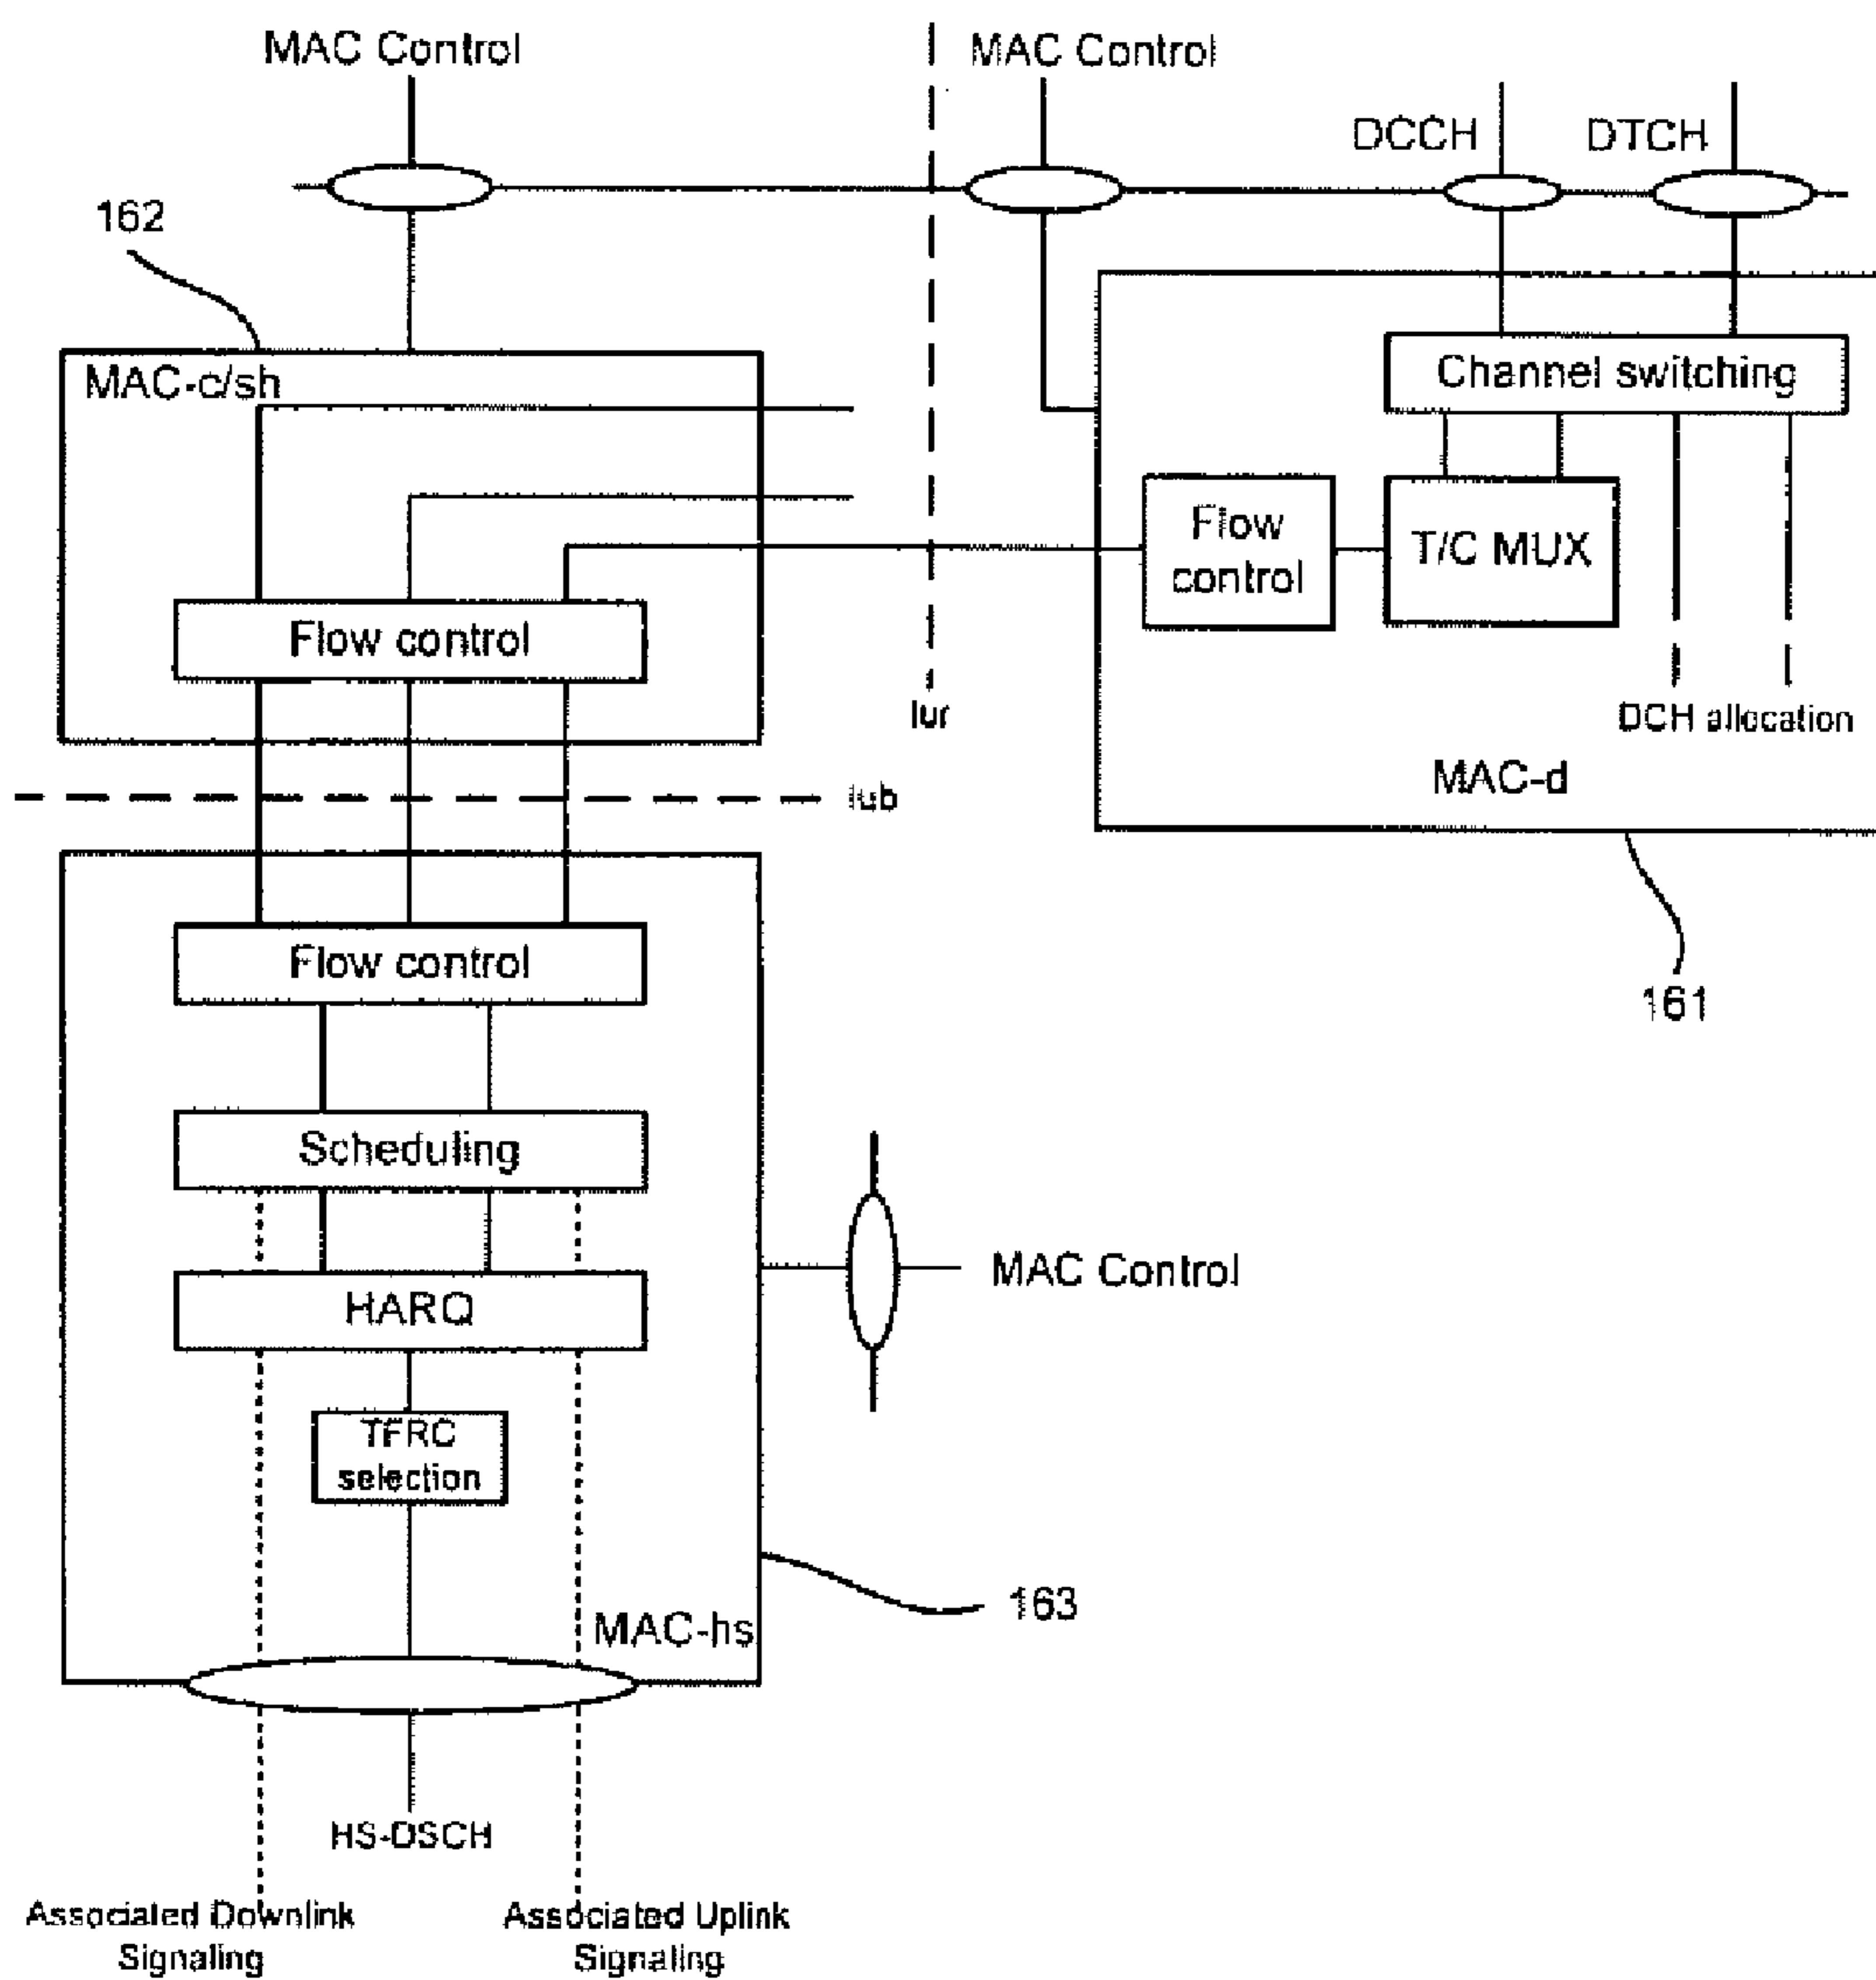 MAC Control
MAC Control
DCCH
DTCH
162
MAC-c/sh
Channel switching
Flow
control
T/C MUX
Flow control
Iur
DCH allocation
MAC-d
Iub
Flow control
161
Scheduling
MAC Control
HARQ
TFRC
selection
163
MAC-hs
HS-DSCH
Associated Downlink
Signaling
Associated Uplink
Signaling